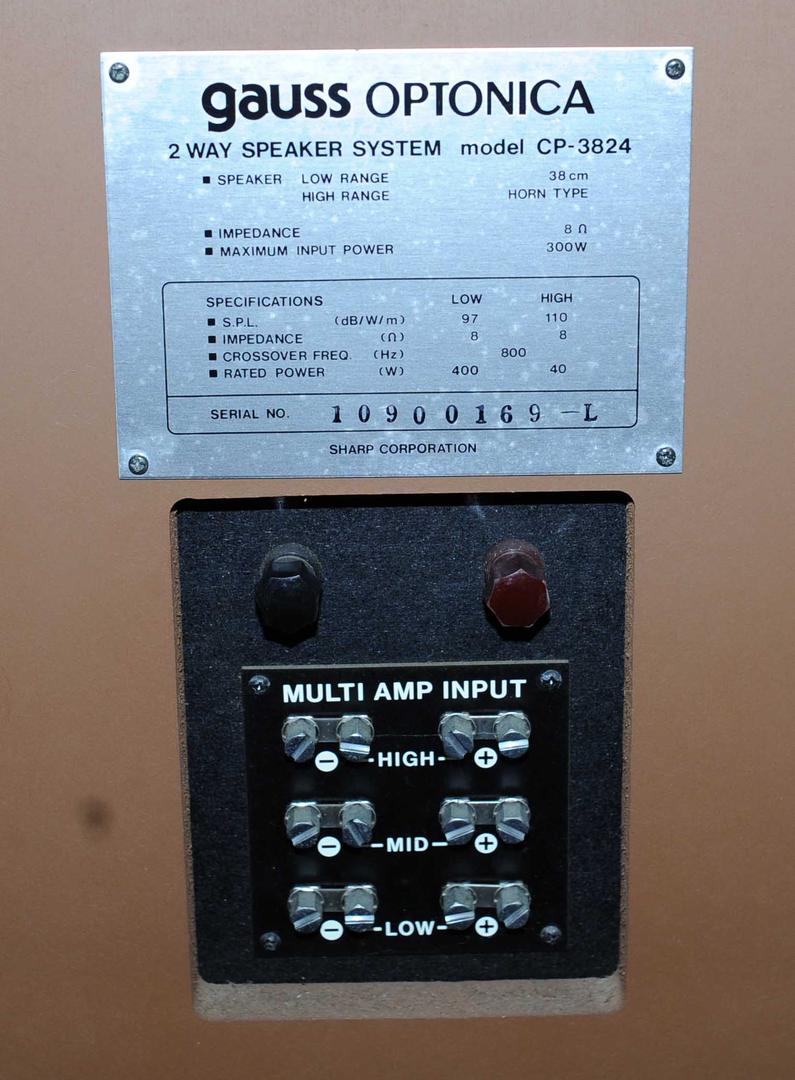 gauss OPTONICA
2 WAY SPEAKER SYSTEM model CP-3824
■ SPEAKER LOW RANGE 38cm
HIGH RANGE HORN TYPE
■ IMPEDANCE 8 Ω
■ MAXIMUM INPUT POWER 300W
SPECIFICATIONS LOW HIGH
■ S.P.L. (dB/W/m) 97 110
■ IMPEDANCE (Ω) 8 8
■ CROSSOVER FREQ. (Hz) 800
■ RATED POWER (W) 400 40
SERIAL NO. 10900169-L
SHARP CORPORATION
MULTI AMP INPUT
⊖ -HIGH- ⊕
⊖ -MID- ⊕
⊖ -LOW- ⊕